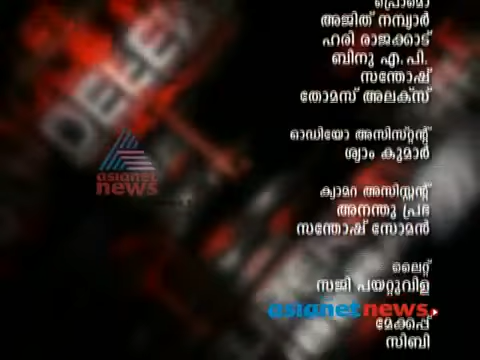 പ്രൊമോ
അജിത് നമ്പ്യാർ
ഹരി രാജക്കാട്
ബിനു എ.പി.
സന്തോഷ്
തോമസ് അലക്സ്
ഓഡിയോ അസിസ്റ്റന്റ്
ശ്യാം കുമാർ
ക്യാമറ അസിസ്റ്റന്റ്
അനന്തു പ്രഭ
സന്തോഷ് സോമൻ
ലൈറ്റ്
സജി പയറ്റുവിള
മേക്കപ്പ്
സിബി
asianet
news
asianetnews